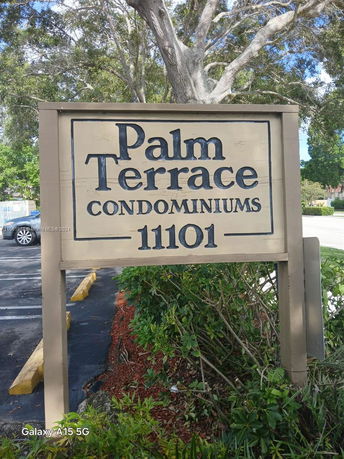 Palm
Terrace
CONDOMINIUMS
11101
Galaxy A15 5G